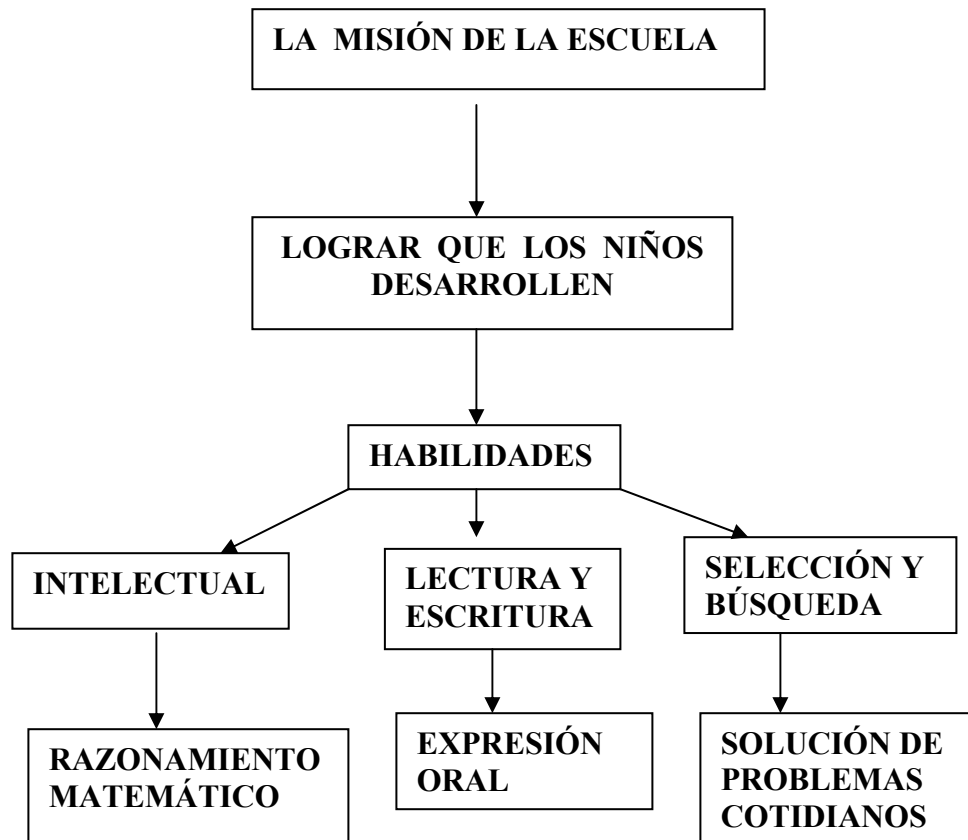 LA MISIÓN DE LA ESCUELA
LOGRAR QUE LOS NIÑOS
DESARROLLEN
HABILIDADES
INTELECTUAL
LECTURA Y
ESCRITURA
SELECCIÓN Y
BÚSQUEDA
RAZONAMIENTO
MATEMÁTICO
EXPRESIÓN
ORAL
SOLUCIÓN DE
PROBLEMAS
COTIDIANOS